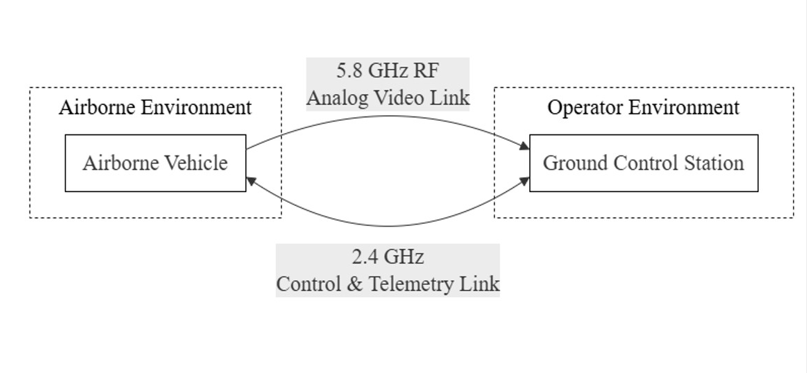 5.8 GHz RF
Analog Video Link
Airborne Environment
Operator Environment
Airborne Vehicle
Ground Control Station
2.4 GHz
Control & Telemetry Link